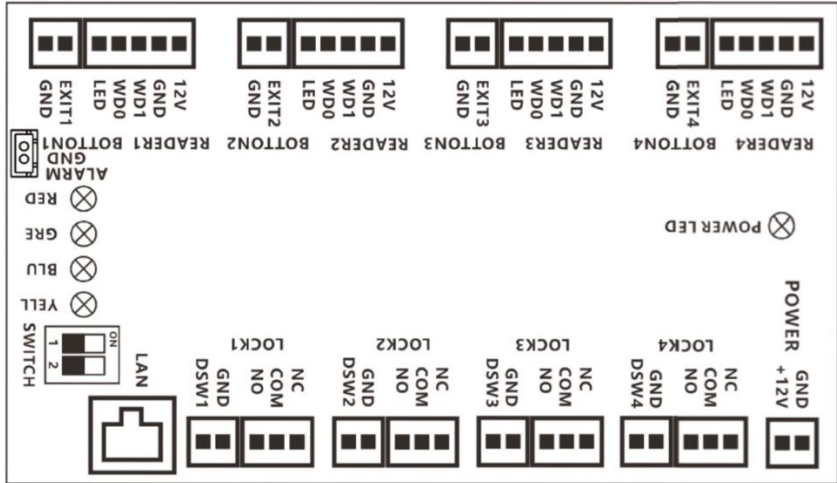 GND EXIT1 LED WD0 WD1 GND 12V
GND EXIT2 LED WD0 WD1 GND 12V
GND EXIT3 LED WD0 WD1 GND 12V
GND EXIT4 LED WD0 WD1 GND 12V
BOTTON1 READER1 BOTTON2 READER2 BOTTON3 READER3 BOTTON4 READER4
GND
ALARM
RED
GRE
BLU
YELL
POWER LED
SWITCH
ON
1
2
LAN
LOCK1
DSW1 GND NO COM NC
LOCK2
DSW2 GND NO COM NC
LOCK3
DSW3 GND NO COM NC
LOCK4
DSW4 GND NO COM NC
POWER
+12V GND